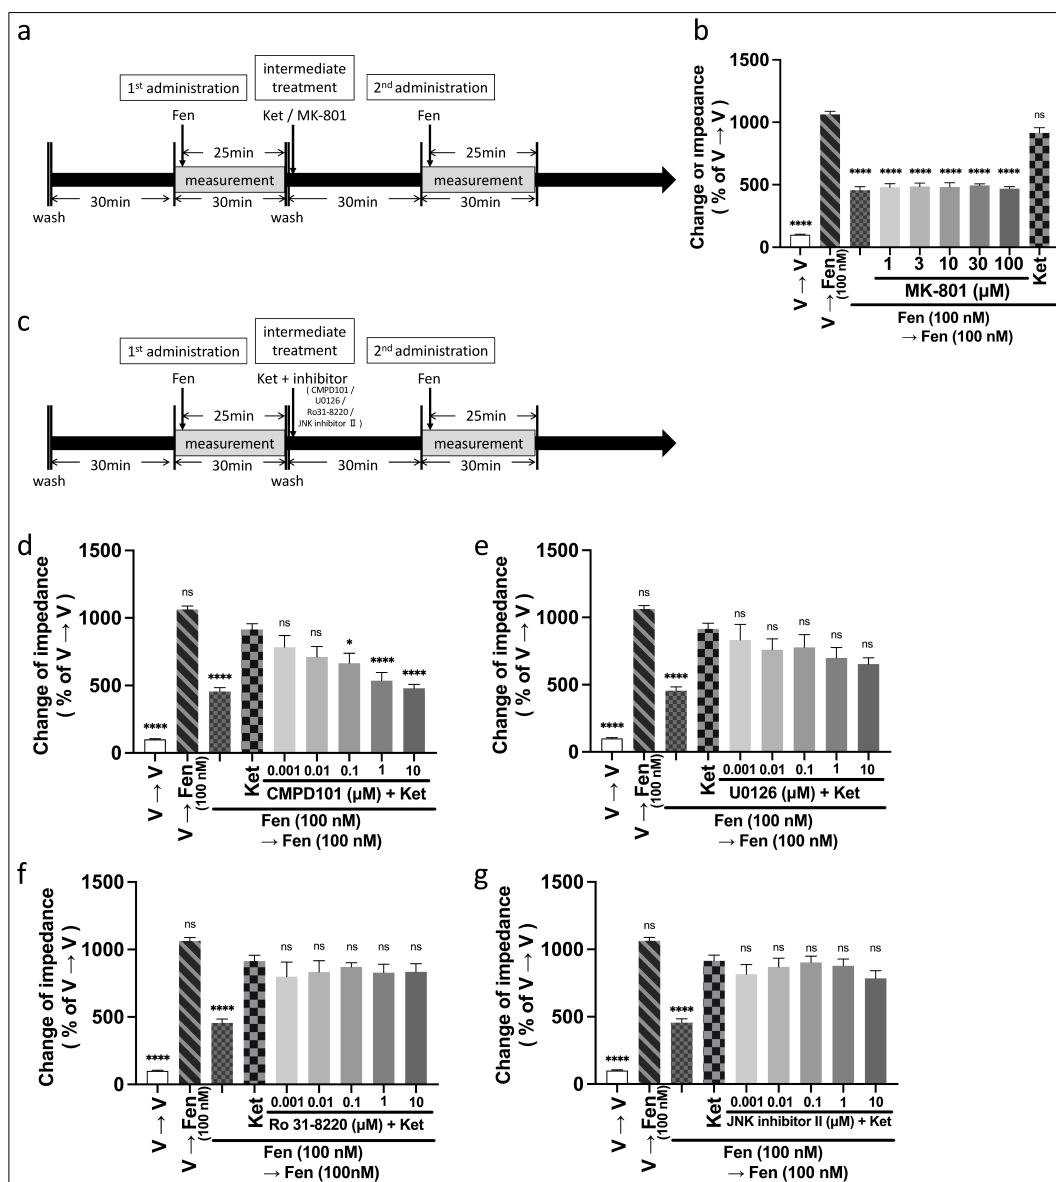 a
1st administration
intermediate
treatment
2nd administration
Fen
Ket / MK-801
Fen
25min
25min
measurement
measurement
30min
30min
30min
30min
wash
wash
b
Change of impedance
( % of V → V )
1500
1000
500
0
****
****
****
****
****
****
****
ns
V → V
V → Fen
(100 nM)
1
3
10
30
100
Ket
MK-801 (μM)
Fen (100 nM)
→ Fen (100 nM)
c
1st administration
intermediate
treatment
2nd administration
Fen
Ket + inhibitor
( CMPD101 /
U0126 /
Ro31-8220 /
JNK inhibitor Ⅱ )
Fen
25min
25min
measurement
measurement
30min
30min
30min
30min
wash
wash
d
Change of impedance
( % of V → V )
1500
1000
500
0
****
ns
****
ns
ns
*
****
****
V → V
V → Fen
(100 nM)
Ket
0.001
0.01
0.1
1
10
CMPD101 (μM) + Ket
Fen (100 nM)
→ Fen (100 nM)
e
Change of impedance
( % of V → V )
1500
1000
500
0
****
ns
****
ns
ns
ns
ns
ns
V → V
V → Fen
(100 nM)
Ket
0.001
0.01
0.1
1
10
U0126 (μM) + Ket
Fen (100 nM)
→ Fen (100 nM)
f
Change of impedance
( % of V → V )
1500
1000
500
0
****
ns
****
ns
ns
ns
ns
ns
V → V
V → Fen
(100 nM)
Ket
0.001
0.01
0.1
1
10
Ro 31-8220 (μM) + Ket
Fen (100 nM)
→ Fen (100nM)
g
Change of impedance
( % of V → V )
1500
1000
500
0
****
ns
****
ns
ns
ns
ns
ns
V → V
V → Fen
(100 nM)
Ket
0.001
0.01
0.1
1
10
JNK inhibitor II (μM) + Ket
Fen (100 nM)
→ Fen (100 nM)